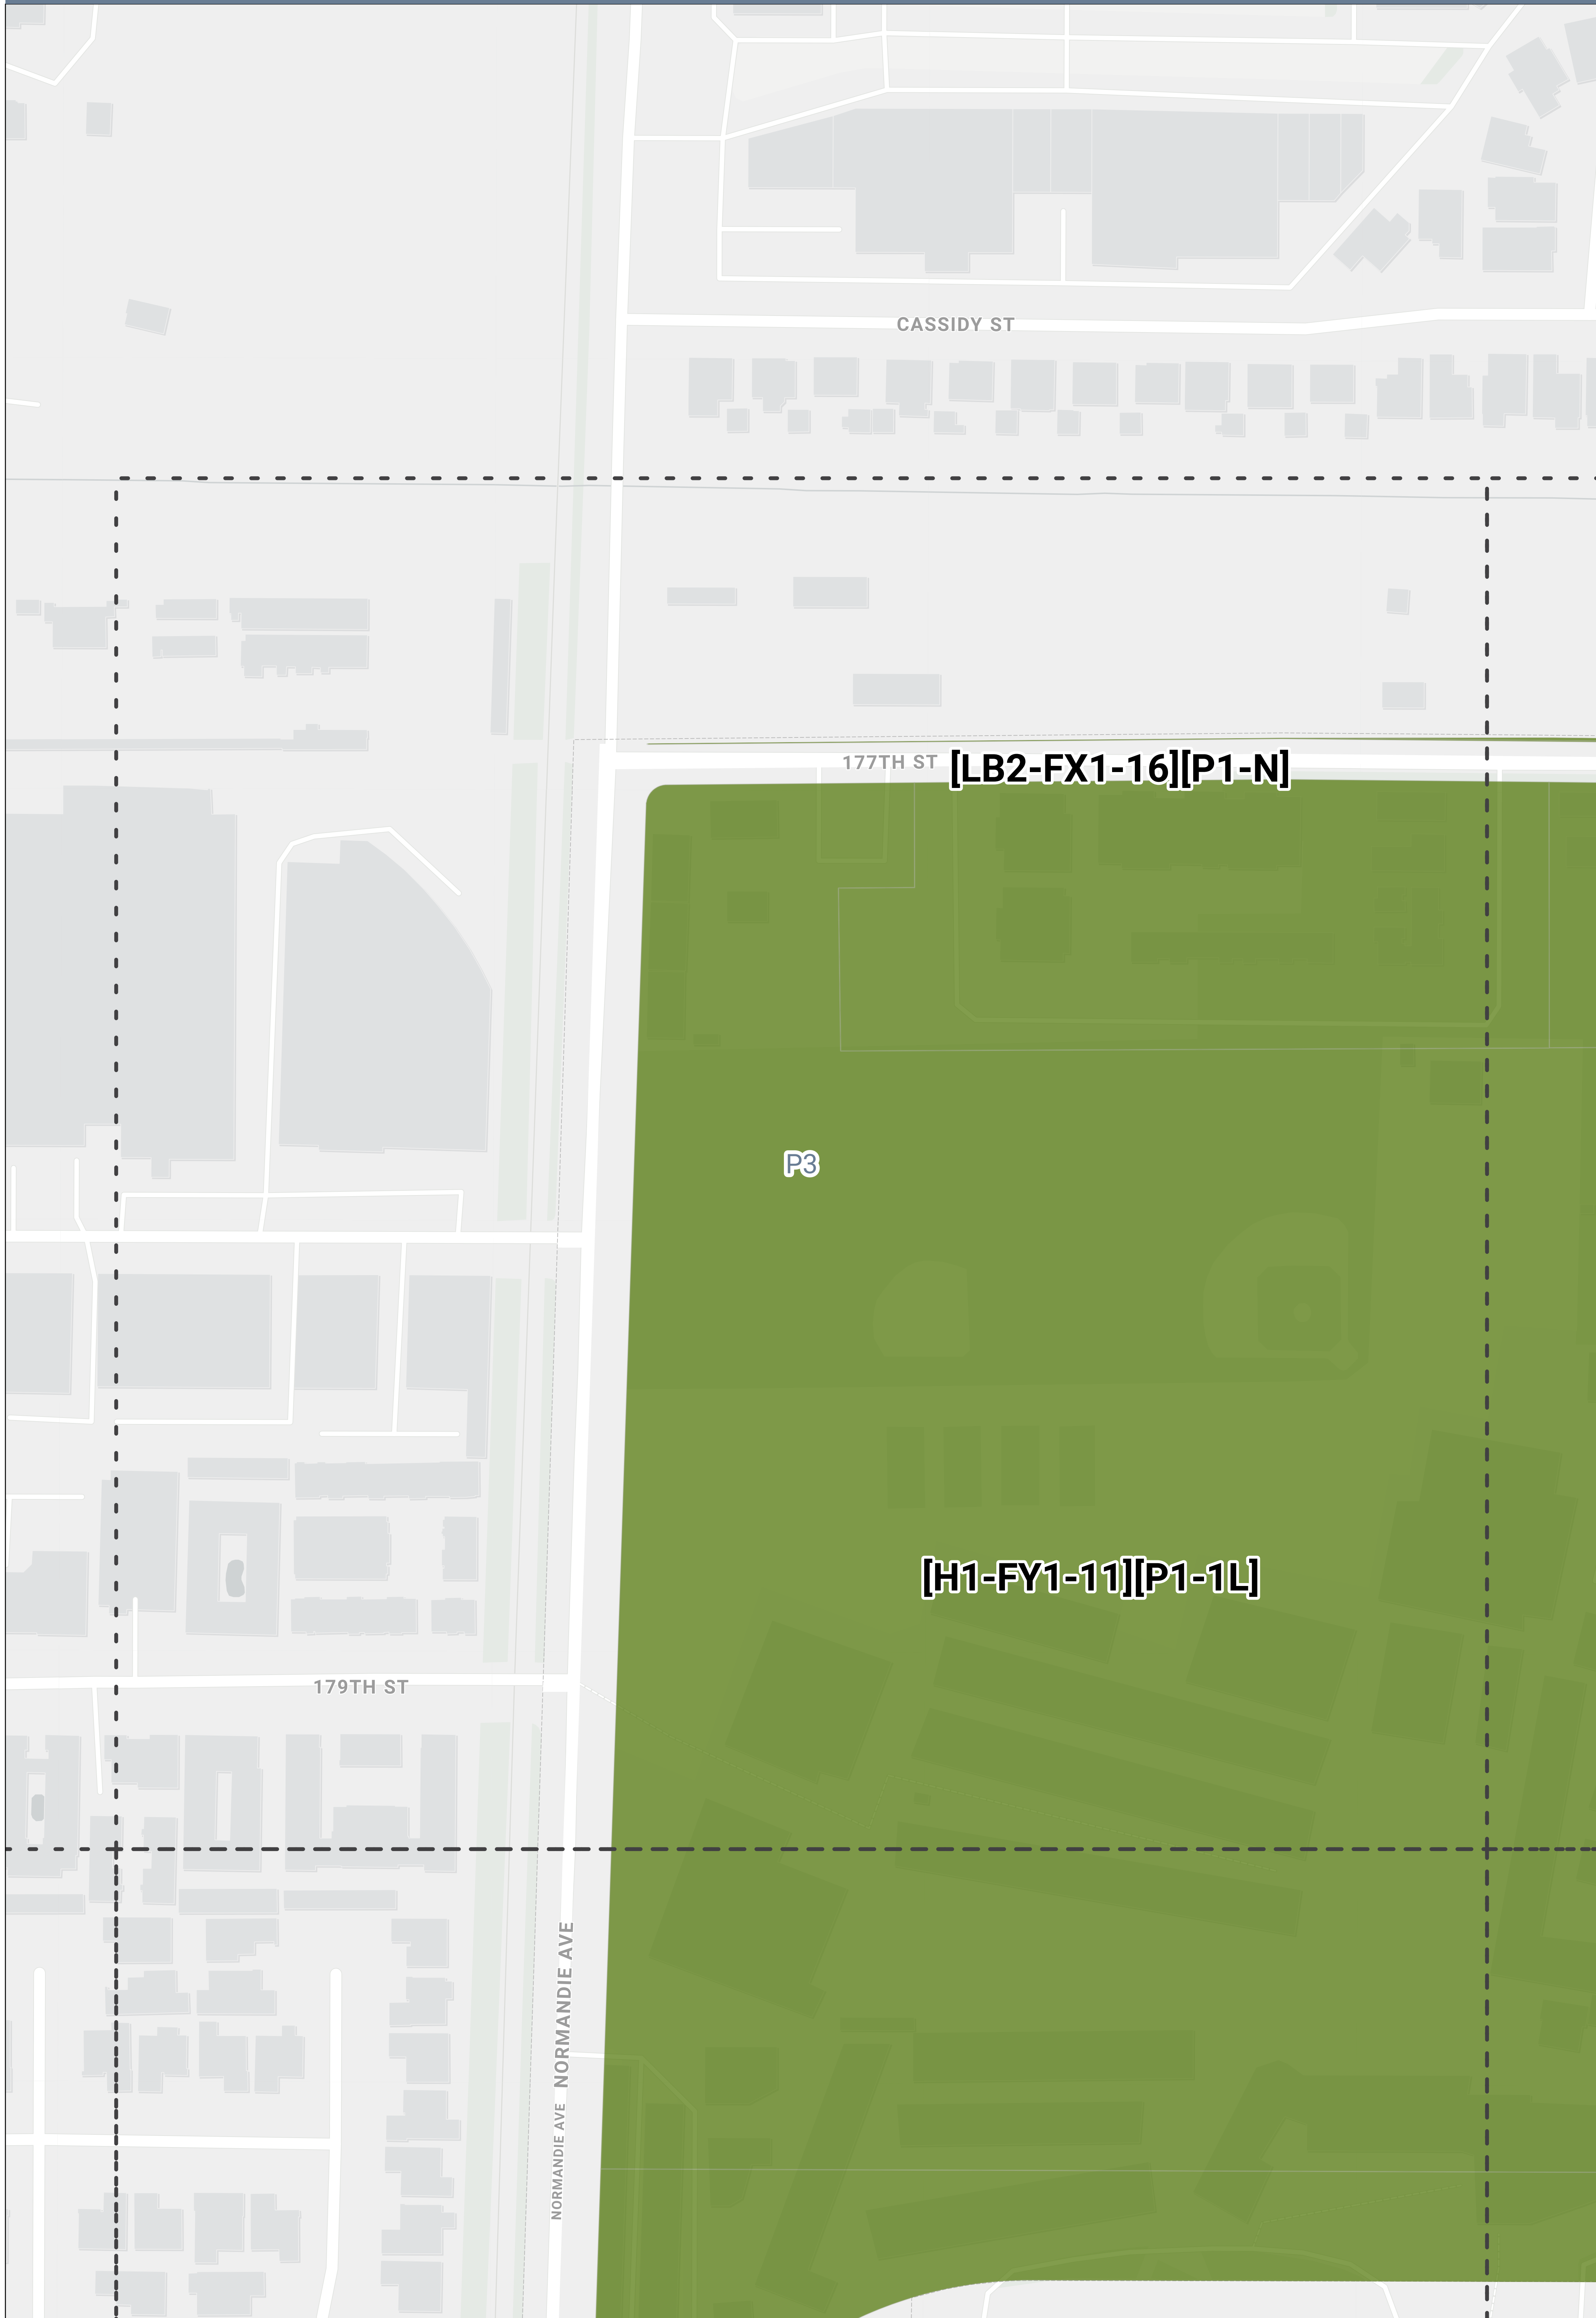 CASSIDY ST
177TH ST
[LB2-FX1-16][P1-N]
P3
[H1-FY1-11][P1-1L]
179TH ST
NORMANDIE AVE
NORMANDIE AVE